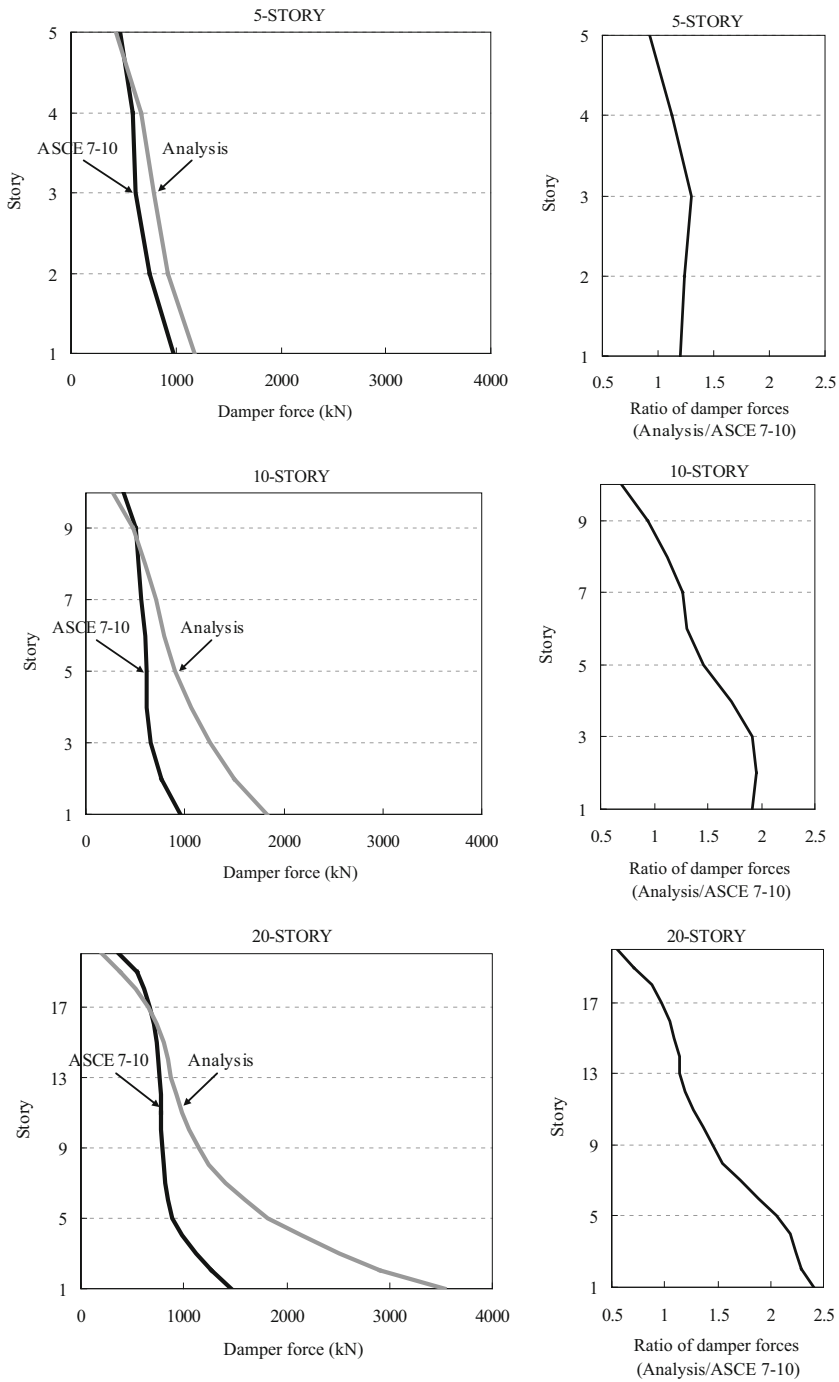 5-STORY
5
4
3
2
1
Story
ASCE 7-10
Analysis
0
1000
2000
3000
4000
Damper force (kN)
5-STORY
5
4
3
2
1
Story
0.5
1
1.5
2
2.5
Ratio of damper forces
(Analysis/ASCE 7-10)
10-STORY
9
7
5
3
1
Story
ASCE 7-10
Analysis
0
1000
2000
3000
4000
Damper force (kN)
10-STORY
9
7
5
3
1
Story
0.5
1
1.5
2
2.5
Ratio of damper forces
(Analysis/ASCE 7-10)
20-STORY
17
13
9
5
1
Story
ASCE 7-10
Analysis
0
1000
2000
3000
4000
Damper force (kN)
20-STORY
17
13
9
5
1
Story
0.5
1
1.5
2
2.5
Ratio of damper forces
(Analysis/ASCE 7-10)